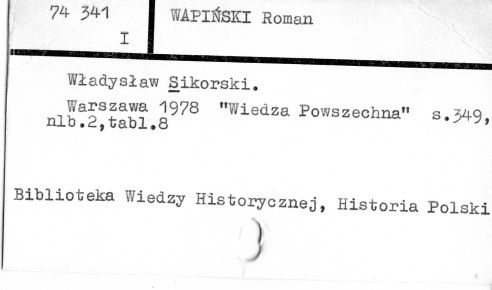 74 341
I
WAPIŃSKI Roman
Władysław Sikorski.
Warszawa 1978 "Wiedza Powszechna" s.349,
nlb.2,tabl.8
Biblioteka Wiedzy Historycznej, Historia Polski